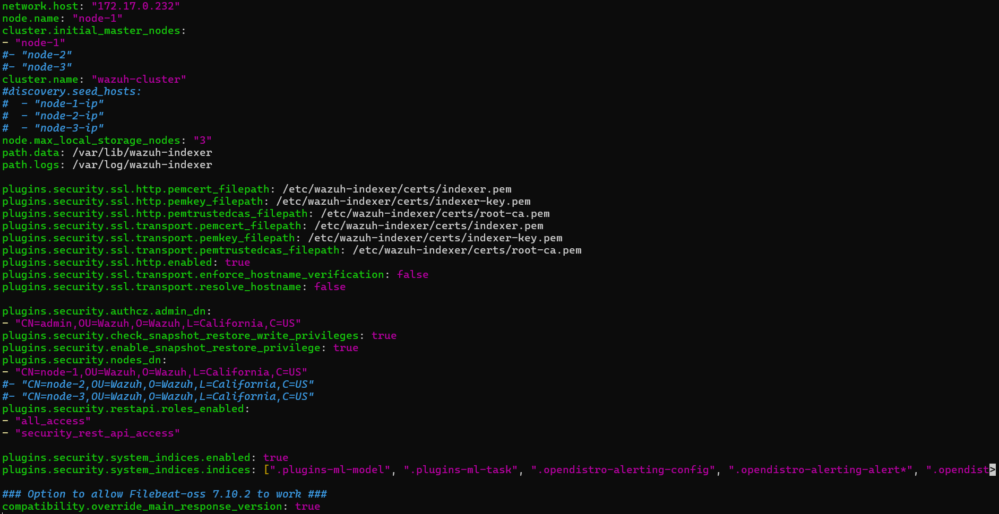 network.host: "172.17.0.232"
node.name: "node-1"
cluster.initial_master_nodes:
- "node-1"
#- "node-2"
#- "node-3"
cluster.name: "wazuh-cluster"
#discovery.seed_hosts:
#  - "node-1-ip"
#  - "node-2-ip"
#  - "node-3-ip"
node.max_local_storage_nodes: "3"
path.data: /var/lib/wazuh-indexer
path.logs: /var/log/wazuh-indexer

plugins.security.ssl.http.pemcert_filepath: /etc/wazuh-indexer/certs/indexer.pem
plugins.security.ssl.http.pemkey_filepath: /etc/wazuh-indexer/certs/indexer-key.pem
plugins.security.ssl.http.pemtrustedcas_filepath: /etc/wazuh-indexer/certs/root-ca.pem
plugins.security.ssl.transport.pemcert_filepath: /etc/wazuh-indexer/certs/indexer.pem
plugins.security.ssl.transport.pemkey_filepath: /etc/wazuh-indexer/certs/indexer-key.pem
plugins.security.ssl.transport.pemtrustedcas_filepath: /etc/wazuh-indexer/certs/root-ca.pem
plugins.security.ssl.http.enabled: true
plugins.security.ssl.transport.enforce_hostname_verification: false
plugins.security.ssl.transport.resolve_hostname: false

plugins.security.authcz.admin_dn:
- "CN=admin,OU=Wazuh,O=Wazuh,L=California,C=US"
plugins.security.check_snapshot_restore_write_privileges: true
plugins.security.enable_snapshot_restore_privilege: true
plugins.security.nodes_dn:
- "CN=node-1,OU=Wazuh,O=Wazuh,L=California,C=US"
#- "CN=node-2,OU=Wazuh,O=Wazuh,L=California,C=US"
#- "CN=node-3,OU=Wazuh,O=Wazuh,L=California,C=US"
plugins.security.restapi.roles_enabled:
- "all_access"
- "security_rest_api_access"

plugins.security.system_indices.enabled: true
plugins.security.system_indices.indices: [".plugins-ml-model", ".plugins-ml-task", ".opendistro-alerting-config", ".opendistro-alerting-alert*", ".opendist>

### Option to allow Filebeat-oss 7.10.2 to work ###
compatibility.override_main_response_version: true